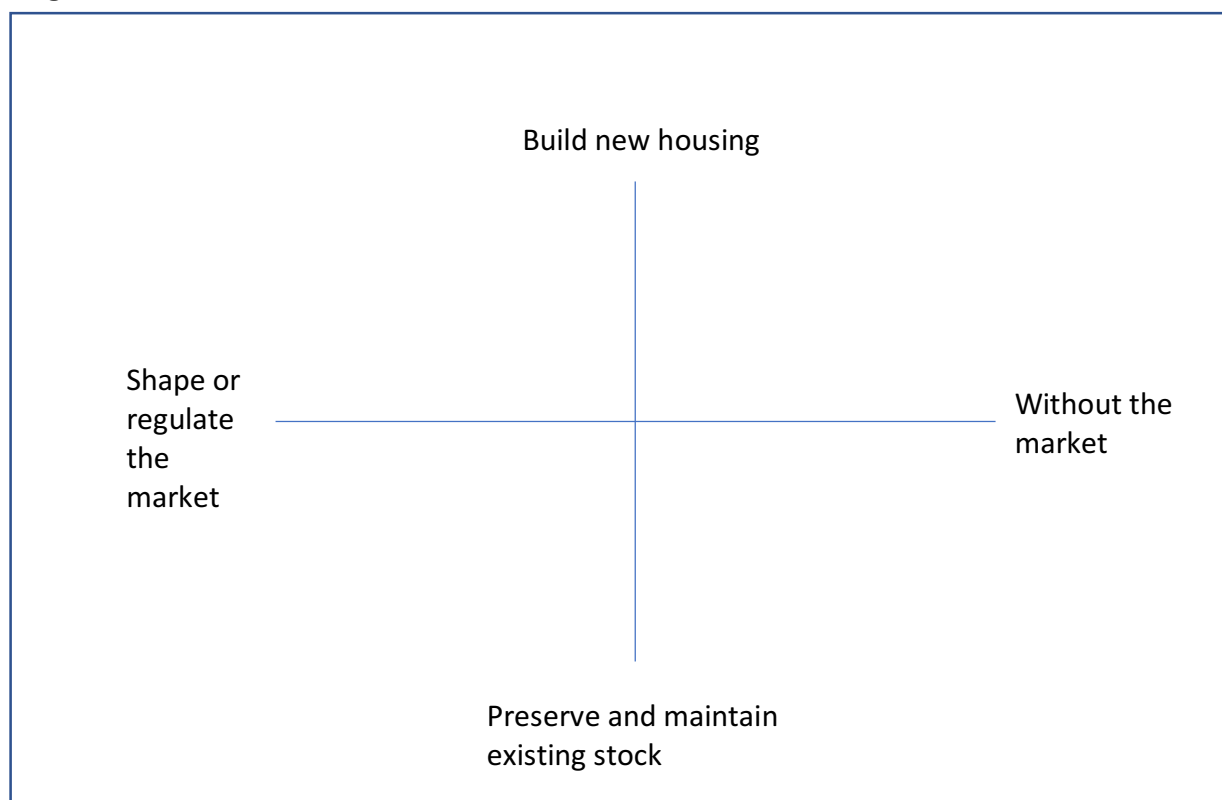 Build new housing
Shape or
regulate
the
market
Without the
market
Preserve and maintain
existing stock